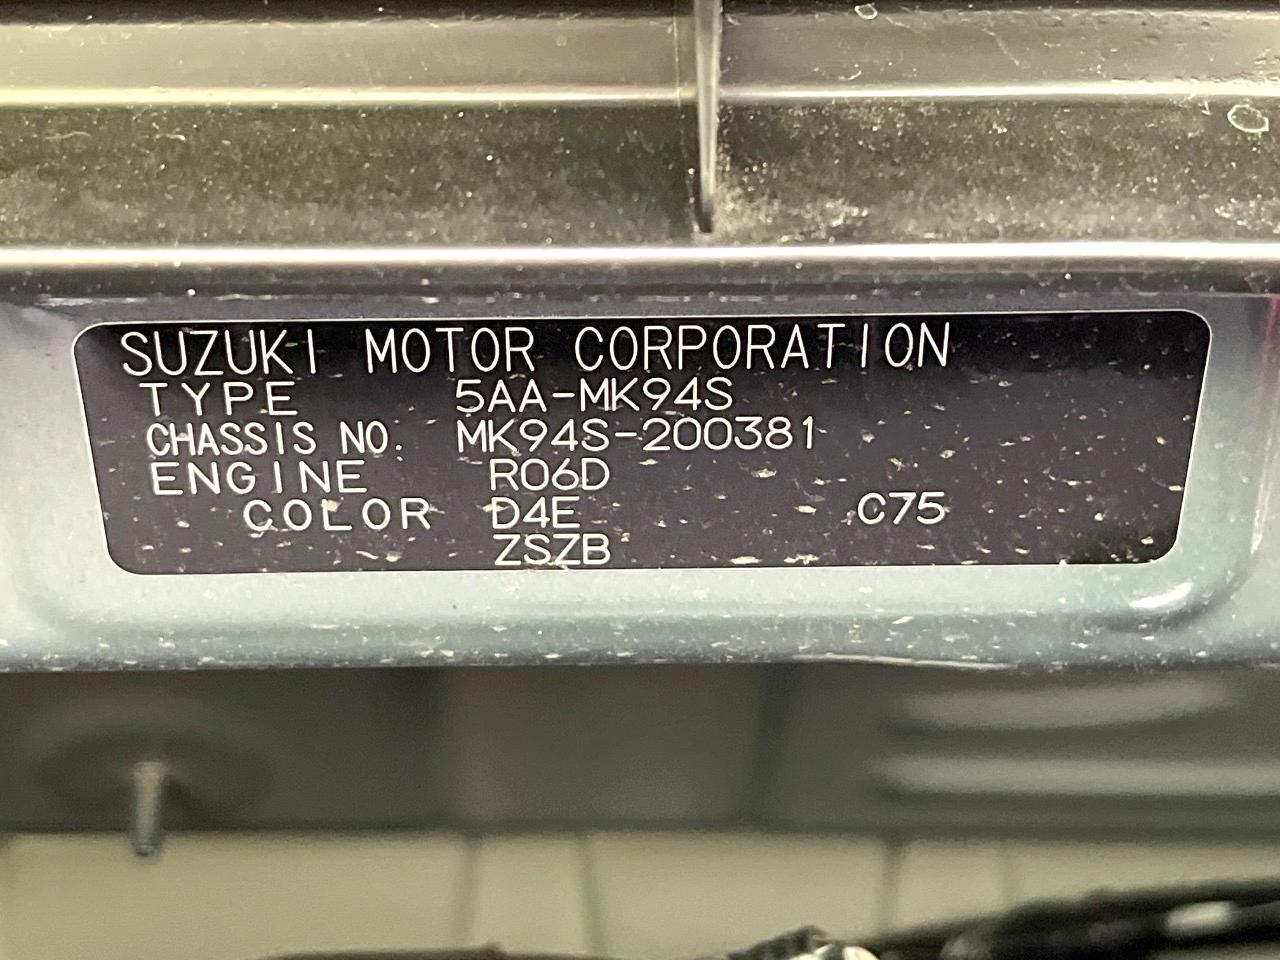 SUZUKI MOTOR CORPORATION
TYPE 5AA-MK94S
CHASSIS NO. MK94S-200381
ENGINE R06D
COLOR D4E C75
ZSZB